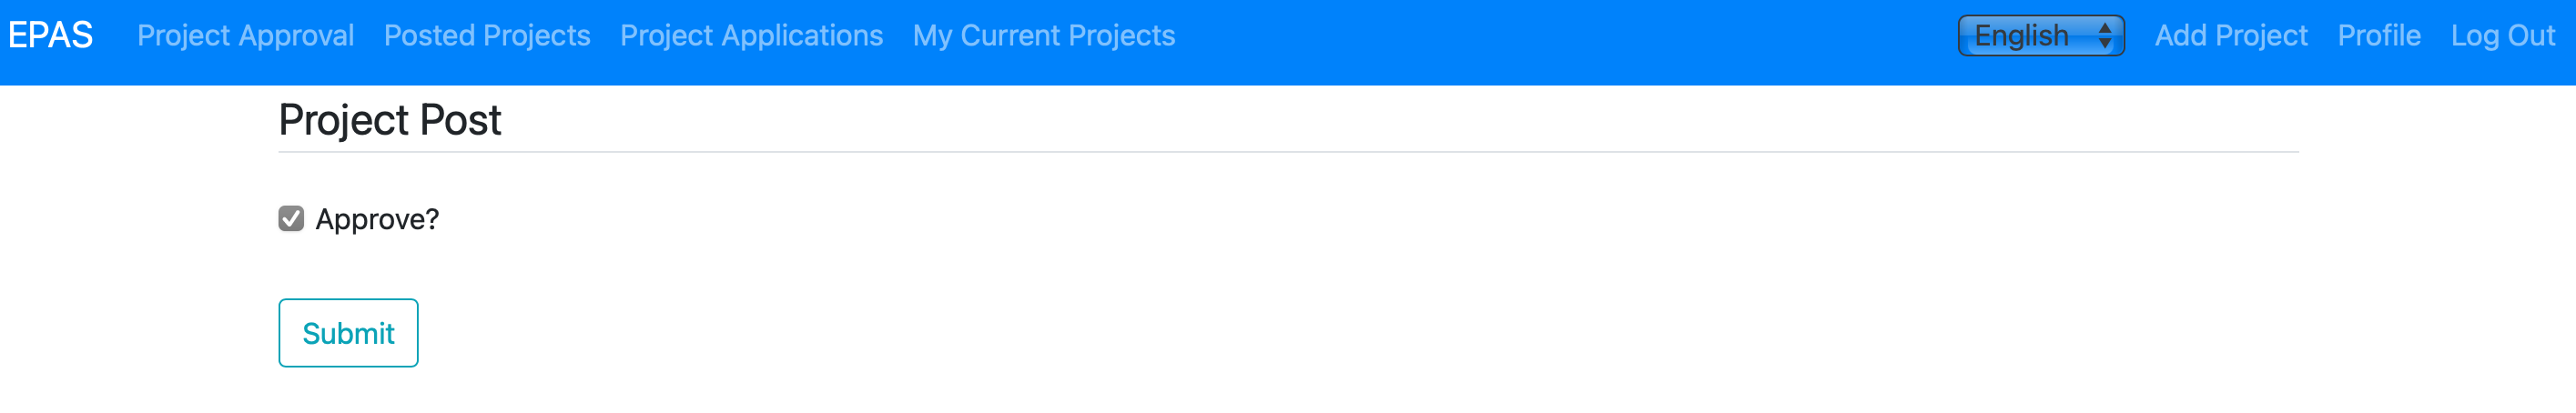 EPAS Project Approval Posted Projects Project Applications My Current Projects English Add Project Profile Log Out
Project Post
Approve?
Submit